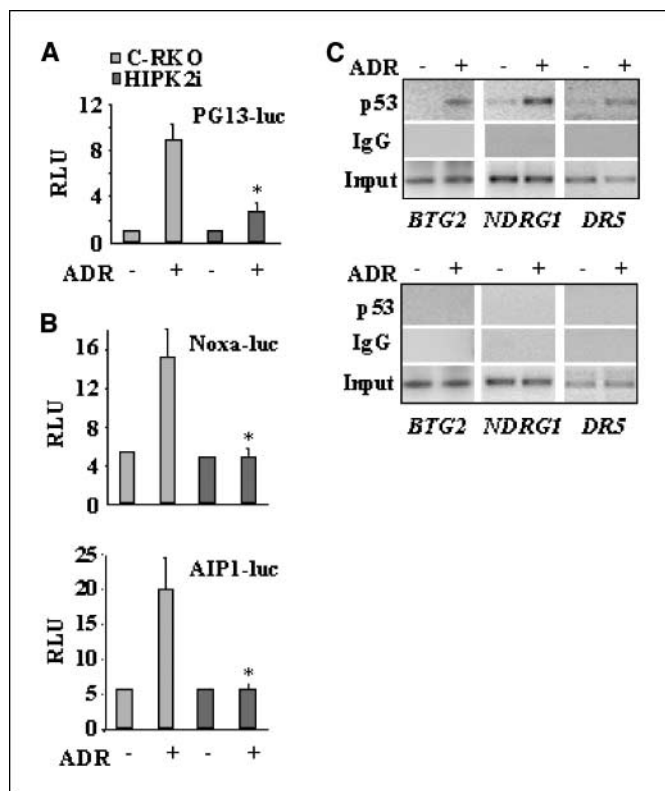 A
C-RKO
HIPK2i
PG13-luc
RLU
12
8
4
0
*
ADR - + - +
B
Noxa-luc
RLU
16
12
8
4
0
*
AIP1-luc
RLU
25
20
15
10
5
0
*
ADR - + - +
C
ADR - + - + - +
p53
IgG
Input
BTG2 NDRG1 DR5
ADR - + - + - +
p53
IgG
Input
BTG2 NDRG1 DR5